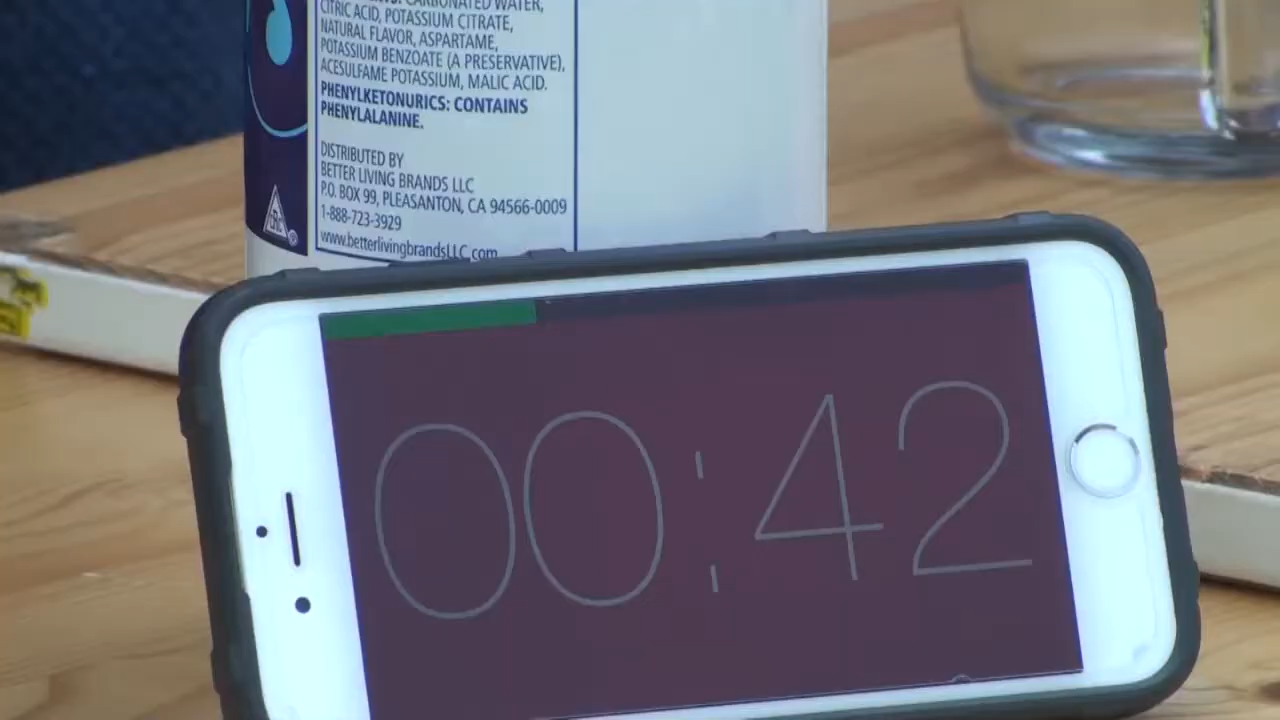 CARBONATED WATER,
CITRIC ACID, POTASSIUM CITRATE,
NATURAL FLAVOR, ASPARTAME,
POTASSIUM BENZOATE (A PRESERVATIVE),
ACESULFAME POTASSIUM, MALIC ACID.
PHENYLKETONURICS: CONTAINS
PHENYLALANINE.
DISTRIBUTED BY
BETTER LIVING BRANDS LLC
P.O. BOX 99, PLEASANTON, CA 94566-0009
1-888-723-3929
www.betterlivingbrandsLLC.com
00:42